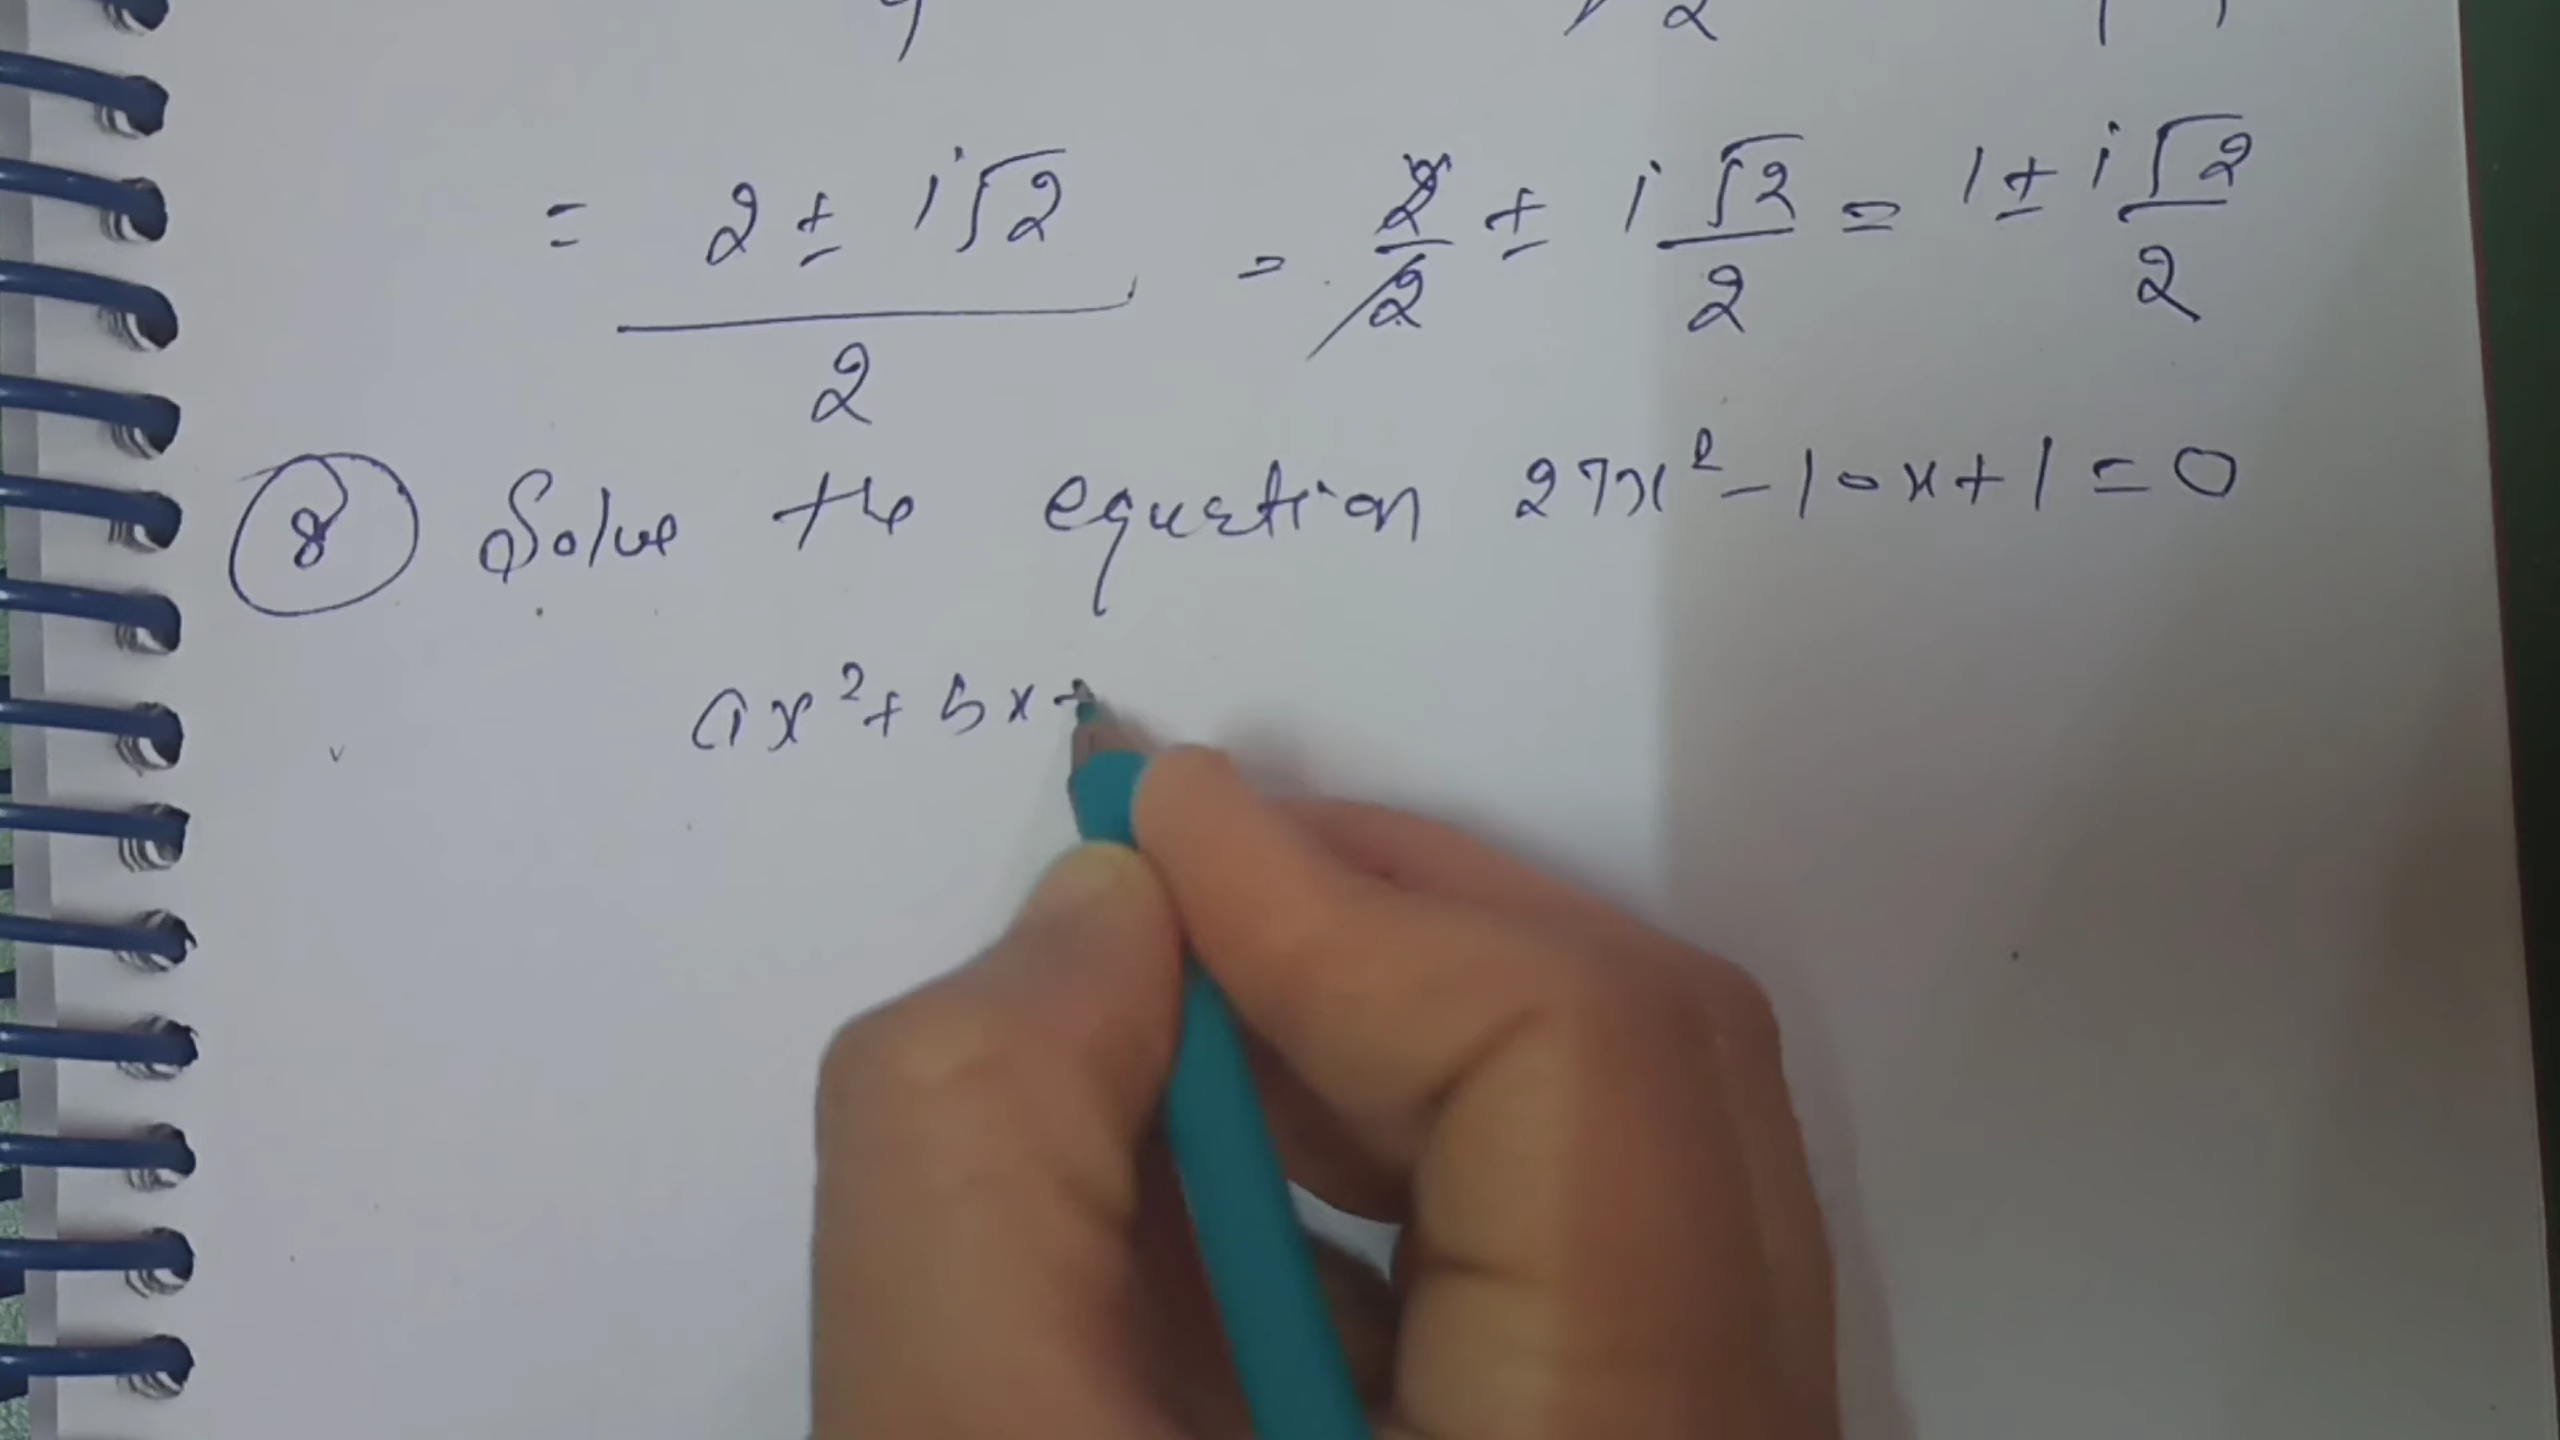 = 2 ± i√2 / 2 = 2/2 ± i √2/2 = 1 ± i √2/2
8 Solve the equation 27x² - 10x + 1 = 0
ax² + bx +